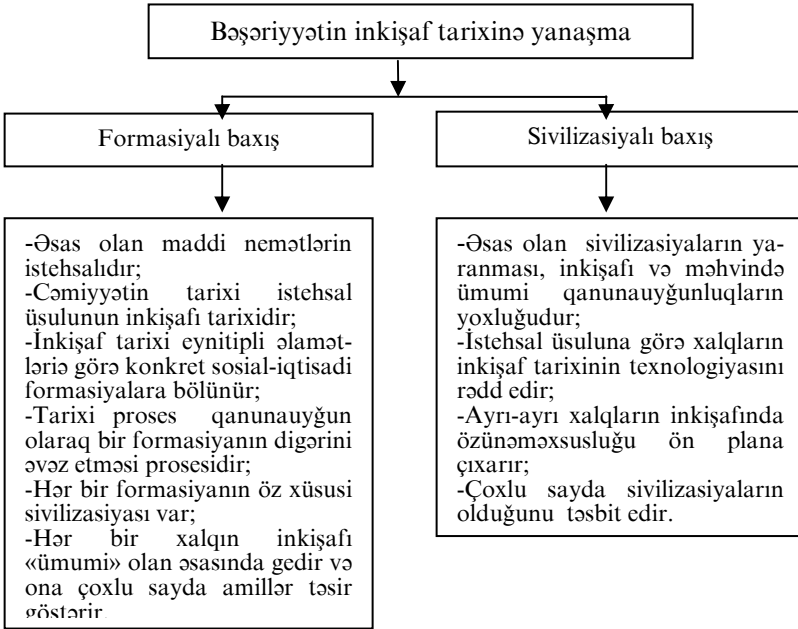 Bəşəriyyətin inkişaf tarixinə yanaşma
Formasiyalı baxış
Sivilizasiyalı baxış
-Əsas olan maddi nemətlərin
istehsalıdır;
-Cəmiyyətin tarixi istehsal
üsulunun inkişafı tarixidir;
-İnkişaf tarixi eynitipli əlamət-
ləriə görə konkret sosial-iqtisadi
formasiyalara bölünür;
-Tarixi proses qanunauyğun
olaraq bir formasiyanın digərini
əvəz etməsi prosesidir;
-Hər bir formasiyanın öz xüsusi
sivilizasiyası var;
-Hər bir xalqın inkişafı
«ümumi» olan əsasında gedir və
ona çoxlu sayda amillər təsir
göstərir.
-Əsas olan sivilizasiyaların ya-
ranması, inkişafı və məhvində
ümumi qanunauyğunluqların
yoxluğudur;
-İstehsal üsuluna görə xalqların
inkişaf tarixinin texnologiyasını
rədd edir;
-Ayrı-ayrı xalqların inkişafında
özünəməxsusluğu ön plana
çıxarır;
-Çoxlu sayda sivilizasiyaların
olduğunu təsbit edir.